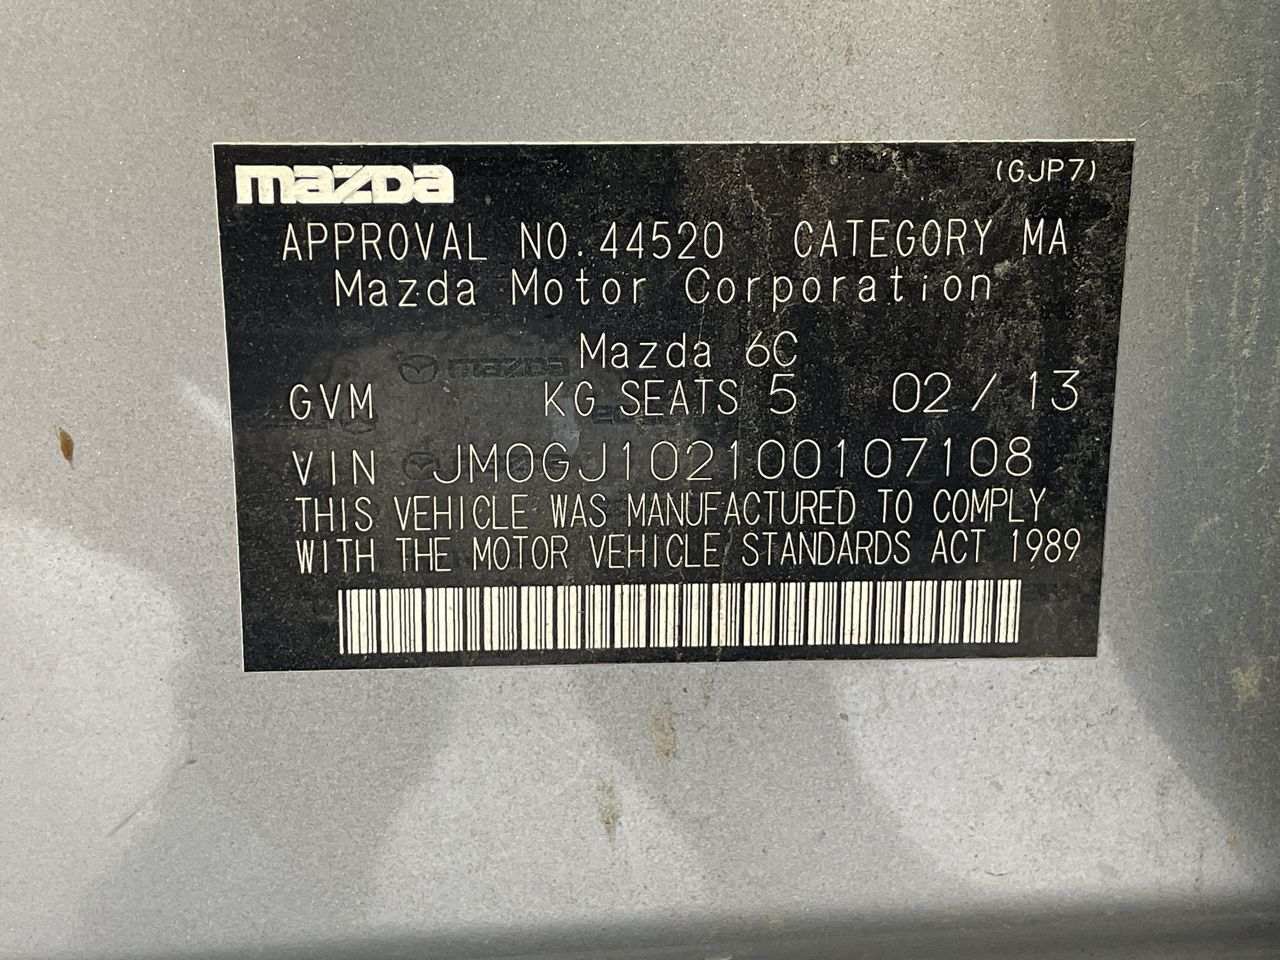 mazda (GJP7)
APPROVAL NO.44520 CATEGORY MA
Mazda Motor Corporation
Mazda 6C
GVM KG SEATS 5 02/13
VIN JM0GJ102100107108
THIS VEHICLE WAS MANUFACTURED TO COMPLY
WITH THE MOTOR VEHICLE STANDARDS ACT 1989